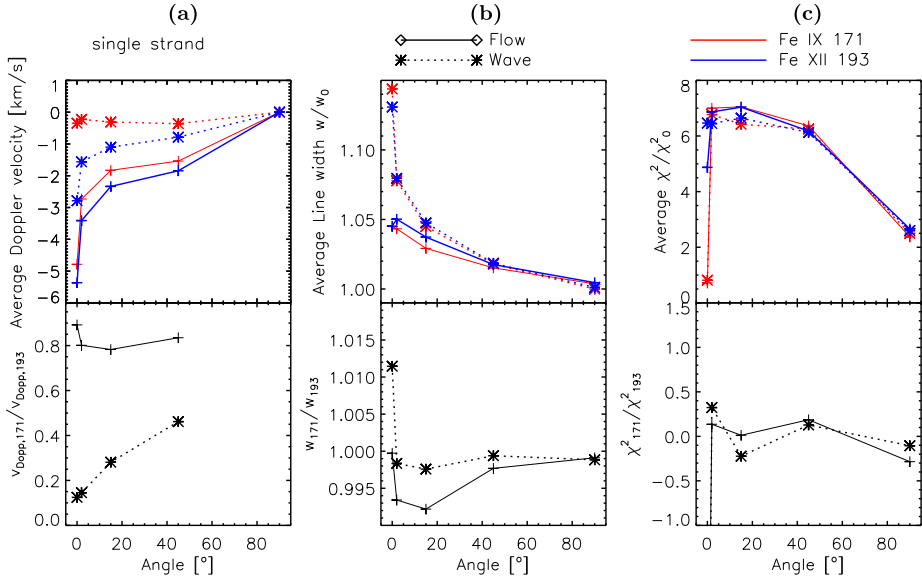 (a) (b) (c)
single strand
Flow
Wave
Fe IX 171
Fe XII 193
Average Doppler velocity [km/s]
0
−1
−2
−3
−4
−5
−6
Average Line width w/w₀
1.10
1.05
1.00
Average χ²/χ²₀
8
6
4
2
0
v_Dopp,171/v_Dopp,193
0.8
0.6
0.4
0.2
0.0
0 20 40 60 80
Angle [°]
w₁₇₁/w₁₉₃
1.015
1.010
1.005
1.000
0.995
0 20 40 60 80
Angle [°]
χ²₁₇₁/χ²₁₉₃
1.5
1.0
0.5
0.0
−0.5
−1.0
0 20 40 60 80
Angle [°]